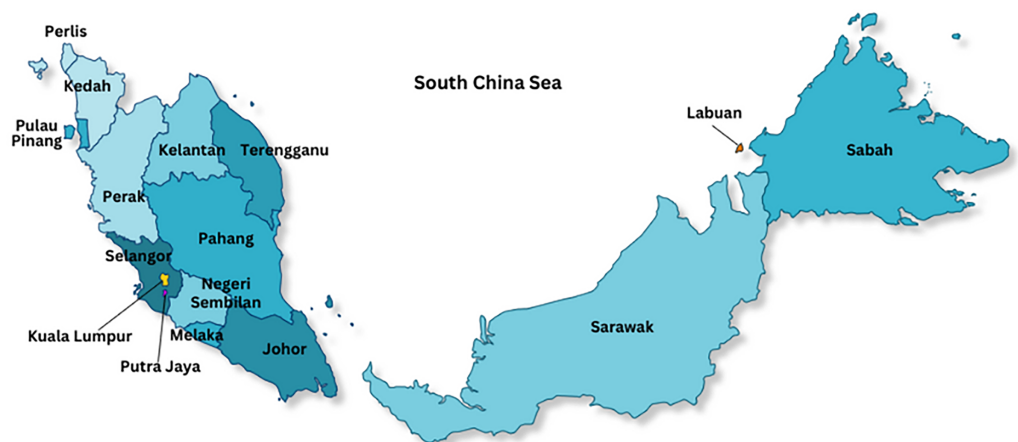 Perlis
Kedah
South China Sea
Pulau
Pinang
Labuan
Kelantan
Terengganu
Sabah
Perak
Pahang
Selangor
Negeri
Sembilan
Kuala Lumpur
Melaka
Sarawak
Johor
Putra Jaya